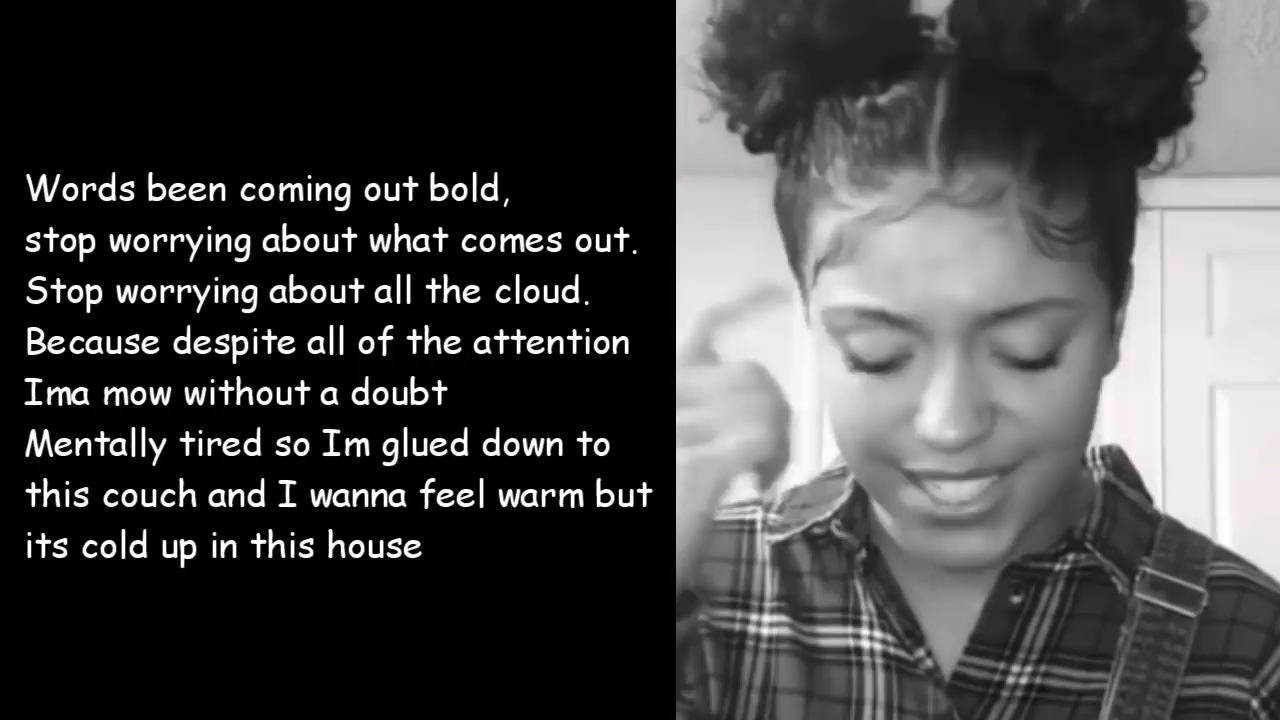 Words been coming out bold,
stop worrying about what comes out.
Stop worrying about all the cloud.
Because despite all of the attention
Ima mow without a doubt
Mentally tired so Im glued down to
this couch and I wanna feel warm but
its cold up in this house